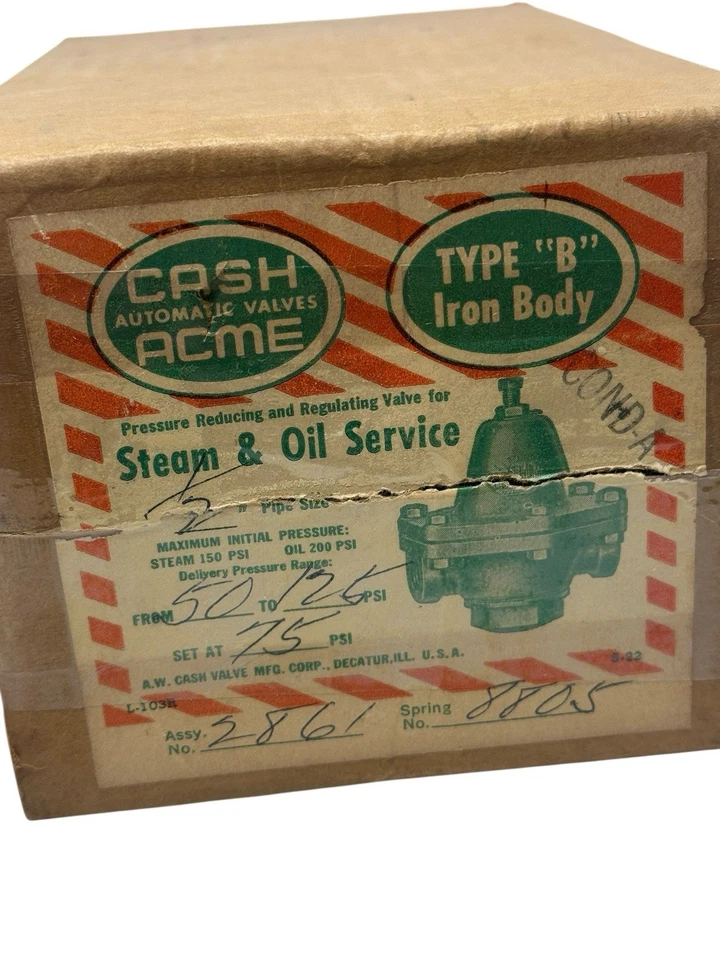 CASH
AUTOMATIC VALVES
ACME
TYPE "B"
Iron Body
COND-A
Pressure Reducing and Regulating Valve for
Steam & Oil Service
1/2 " Pipe Size
MAXIMUM INITIAL PRESSURE:
STEAM 150 PSI OIL 200 PSI
Delivery Pressure Range:
FROM 50 TO 125 PSI
SET AT 75 PSI
A.W. CASH VALVE MFG. CORP., DECATUR, ILL. U.S.A.
Assy. No. 2861
Spring No. 8805